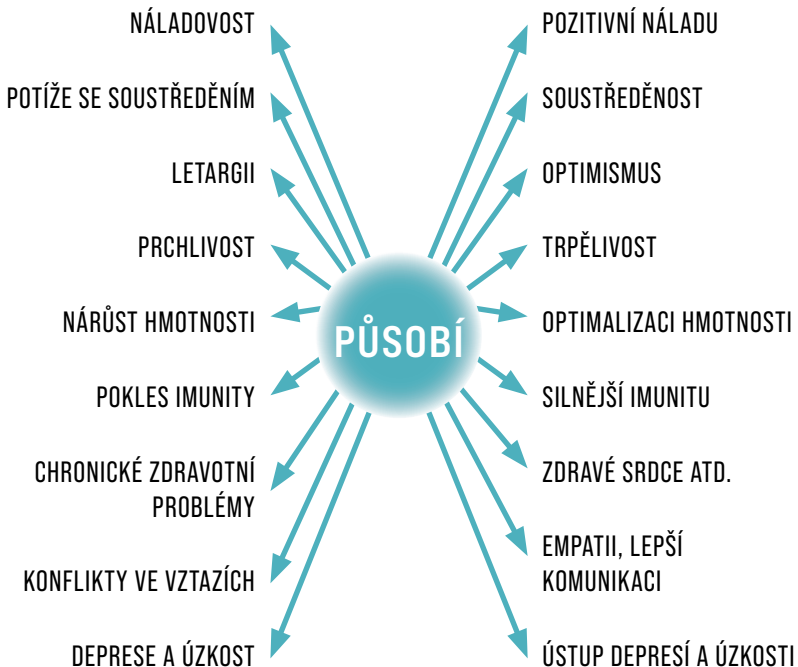 NÁLADOVOST
POTÍŽE SE SOUSTŘEDĚNÍM
LETARGII
PRCHLIVOST
NÁRŮST HMOTNOSTI
POKLES IMUNITY
CHRONICKÉ ZDRAVOTNÍ
PROBLÉMY
KONFLIKTY VE VZTAZÍCH
DEPRESE A ÚZKOST
PŮSOBÍ
POZITIVNÍ NÁLADU
SOUSTŘEDĚNOST
OPTIMISMUS
TRPĚLIVOST
OPTIMALIZACI HMOTNOSTI
SILNĚJŠÍ IMUNITU
ZDRAVÉ SRDCE ATD.
EMPATII, LEPŠÍ
KOMUNIKACI
ÚSTUP DEPRESÍ A ÚZKOSTI